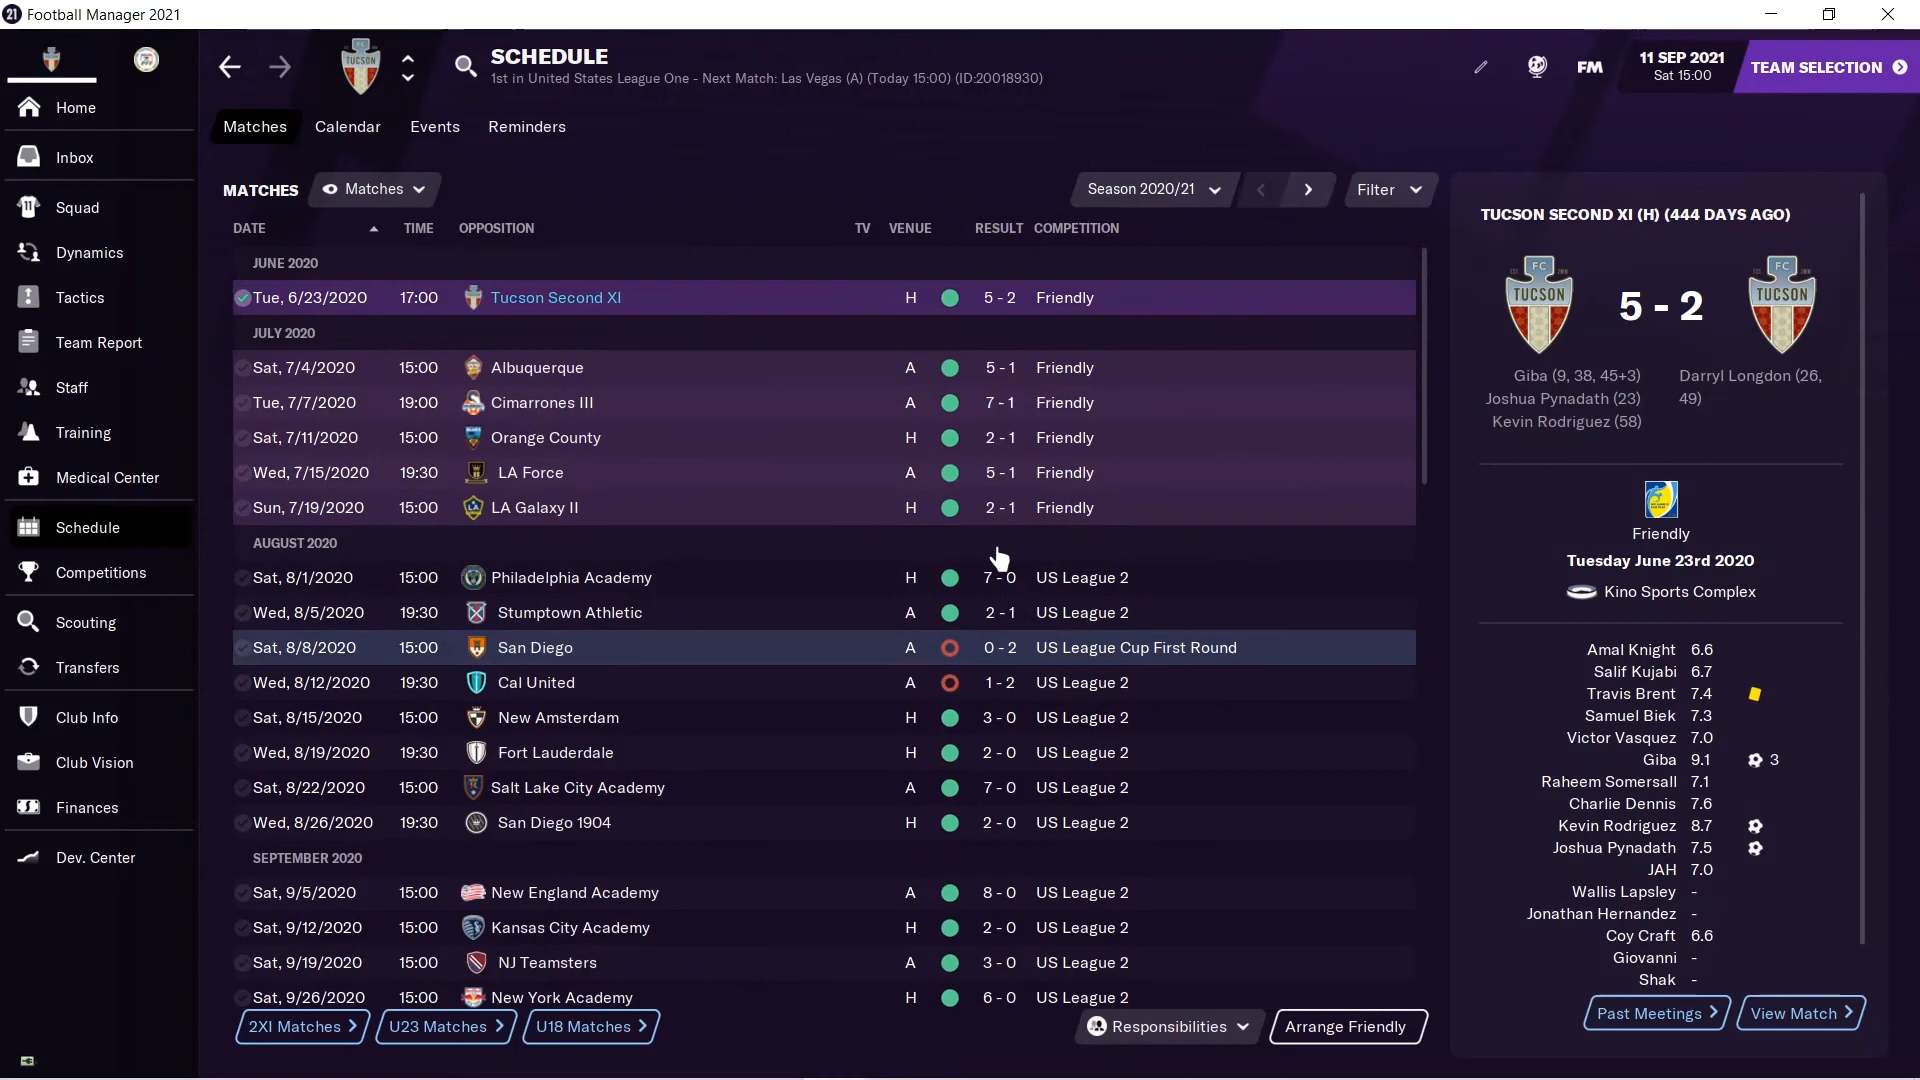 Football Manager 2021
SCHEDULE
1st in United States League One - Next Match: Las Vegas (A) (Today 15:00) (ID:20018930)
FM
11 SEP 2021
Sat 15:00
TEAM SELECTION
Home
Inbox
Squad
Dynamics
Tactics
Team Report
Staff
Training
Medical Center
Schedule
Competitions
Scouting
Transfers
Club Info
Club Vision
Finances
Dev. Center
Matches Calendar Events Reminders
MATCHES Matches Season 2020/21 Filter
DATE TIME OPPOSITION TV VENUE RESULT COMPETITION
JUNE 2020
Tue, 6/23/2020 17:00 Tucson Second XI H 5 - 2 Friendly
JULY 2020
Sat, 7/4/2020 15:00 Albuquerque A 5 - 1 Friendly
Tue, 7/7/2020 19:00 Cimarrones III A 7 - 1 Friendly
Sat, 7/11/2020 15:00 Orange County H 2 - 1 Friendly
Wed, 7/15/2020 19:30 LA Force A 5 - 1 Friendly
Sun, 7/19/2020 15:00 LA Galaxy II H 2 - 1 Friendly
AUGUST 2020
Sat, 8/1/2020 15:00 Philadelphia Academy H 7 - 0 US League 2
Wed, 8/5/2020 19:30 Stumptown Athletic A 2 - 1 US League 2
Sat, 8/8/2020 15:00 San Diego A 0 - 2 US League Cup First Round
Wed, 8/12/2020 19:30 Cal United A 1 - 2 US League 2
Sat, 8/15/2020 15:00 New Amsterdam H 3 - 0 US League 2
Wed, 8/19/2020 19:30 Fort Lauderdale H 2 - 0 US League 2
Sat, 8/22/2020 15:00 Salt Lake City Academy A 7 - 0 US League 2
Wed, 8/26/2020 19:30 San Diego 1904 H 2 - 0 US League 2
SEPTEMBER 2020
Sat, 9/5/2020 15:00 New England Academy A 8 - 0 US League 2
Sat, 9/12/2020 15:00 Kansas City Academy H 2 - 0 US League 2
Sat, 9/19/2020 15:00 NJ Teamsters A 3 - 0 US League 2
Sat, 9/26/2020 15:00 New York Academy H 6 - 0 US League 2
2XI Matches U23 Matches U18 Matches Responsibilities Arrange Friendly
TUCSON SECOND XI (H) (444 DAYS AGO)
FC TUCSON 5 - 2 FC TUCSON
Giba (9, 38, 45+3) Darryl Longdon (26,
Joshua Pynadath (23) 49)
Kevin Rodriguez (58)
Friendly
Tuesday June 23rd 2020
Kino Sports Complex
Amal Knight 6.6
Salif Kujabi 6.7
Travis Brent 7.4
Samuel Biek 7.3
Victor Vasquez 7.0
Giba 9.1 3
Raheem Somersall 7.1
Charlie Dennis 7.6
Kevin Rodriguez 8.7
Joshua Pynadath 7.5
JAH 7.0
Wallis Lapsley -
Jonathan Hernandez -
Coy Craft 6.6
Giovanni -
Shak -
Past Meetings View Match